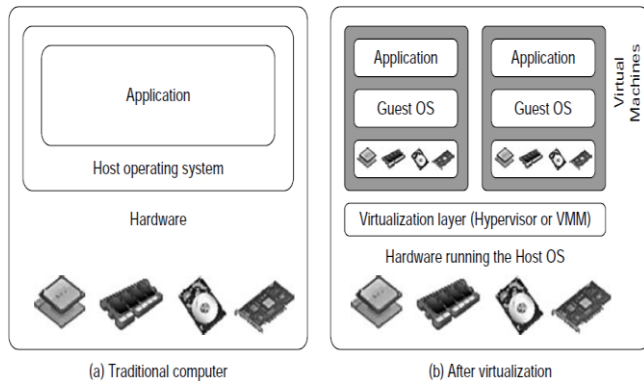 Application
Host operating system
Hardware
(a) Traditional computer
Application
Guest OS
Application
Guest OS
Virtual
Machines
Virtualization layer (Hypervisor or VMM)
Hardware running the Host OS
(b) After virtualization